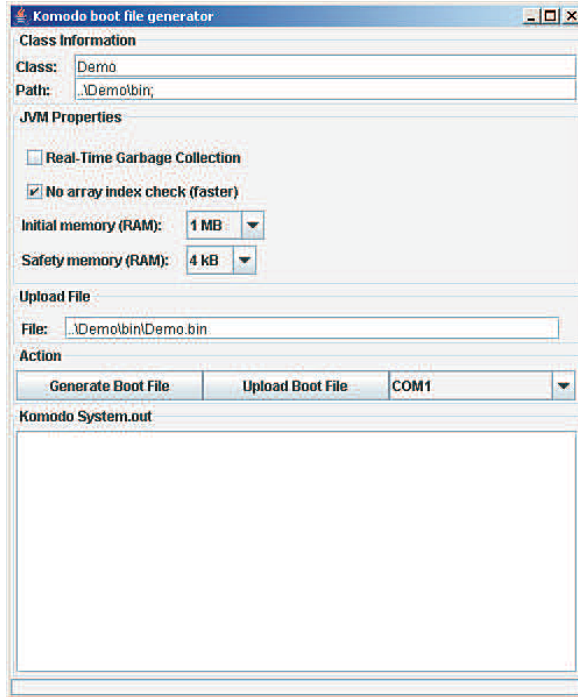 Komodo boot file generator
Class Information
Class: Demo
Path: ..\Demo\bin;
JVM Properties
Real-Time Garbage Collection
No array index check (faster)
Initial memory (RAM): 1 MB
Safety memory (RAM): 4 kB
Upload File
File: ..\Demo\bin\Demo.bin
Action
Generate Boot File Upload Boot File COM1
Komodo System.out